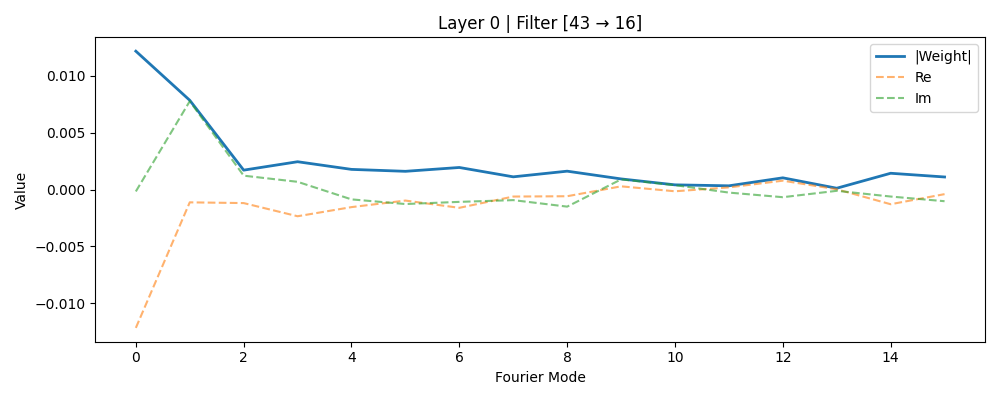 Layer 0 | Filter [43 → 16]
|Weight|
Re
Im
Value
0.010
0.005
0.000
−0.005
−0.010
0 2 4 6 8 10 12 14
Fourier Mode